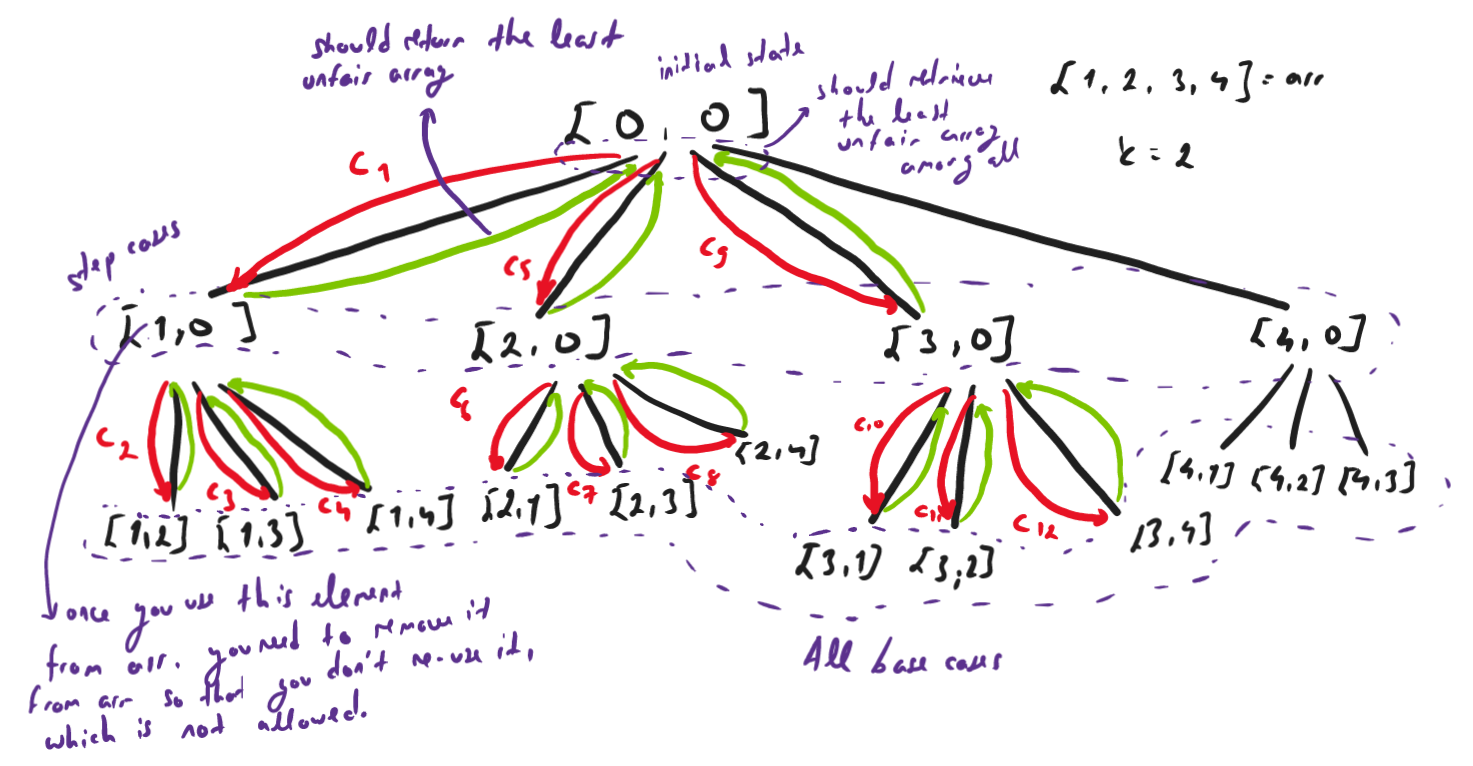 should return the least
unfair array
initial state
[ 0 , 0 ]
should retrieve
the least
unfair array
among all
[ 1, 2, 3, 4 ] = arr
k = 2
C1
C5
C9
step cases
[ 1, 0 ]
[ 2, 0 ]
[ 3, 0 ]
[ 4, 0 ]
C2
C3
C4
C6
C7
C8
C10
C11
C12
[1,2] [1,3] [1,4]
[2,1] [2,3] [2,4]
[3,1] [3,2] [3,4]
[4,1] [4,2] [4,3]
once you use this element
from arr, you need to remove it
from arr so that you don't re-use it,
which is not allowed.
All base cases